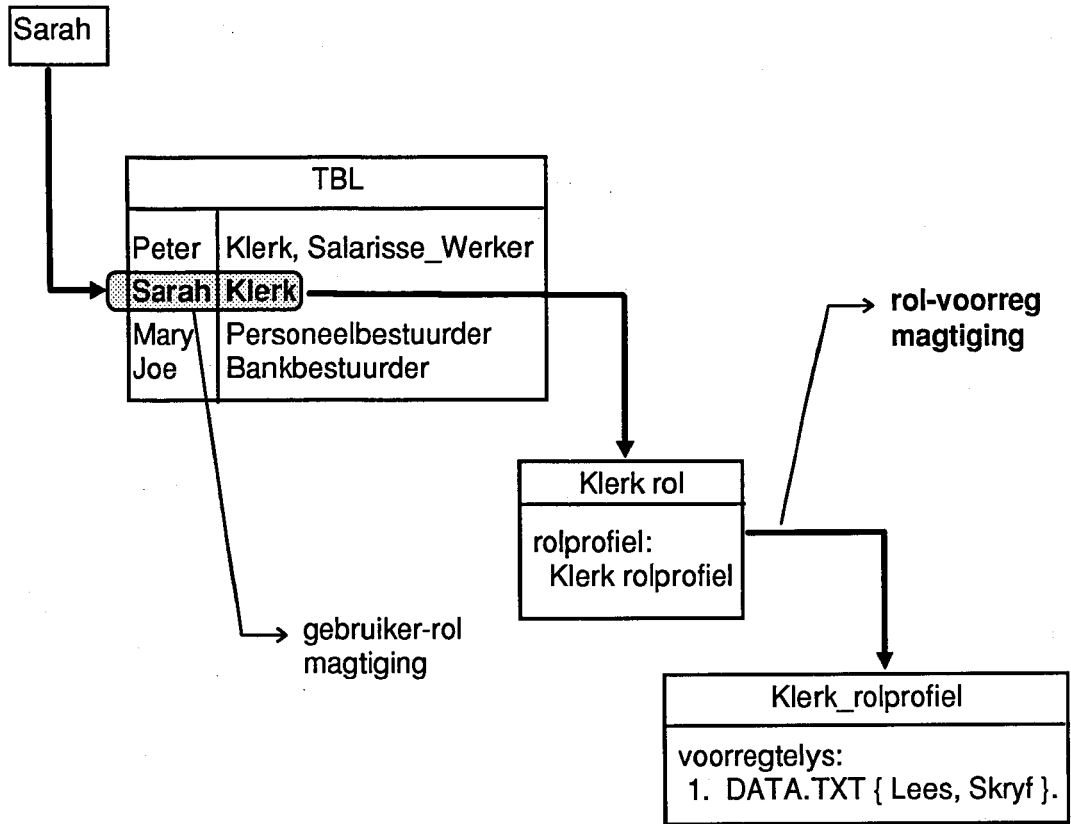 Sarah
TBL
Peter Klerk, Salarisse_Werker
Sarah Klerk
Mary Personeelbestuurder
Joe Bankbestuurder
rol-voorreg
magtiging
Klerk rol
rolprofiel:
Klerk rolprofiel
gebruiker-rol
magtiging
Klerk_rolprofiel
voorregtelys:
1. DATA.TXT { Lees, Skryf }.